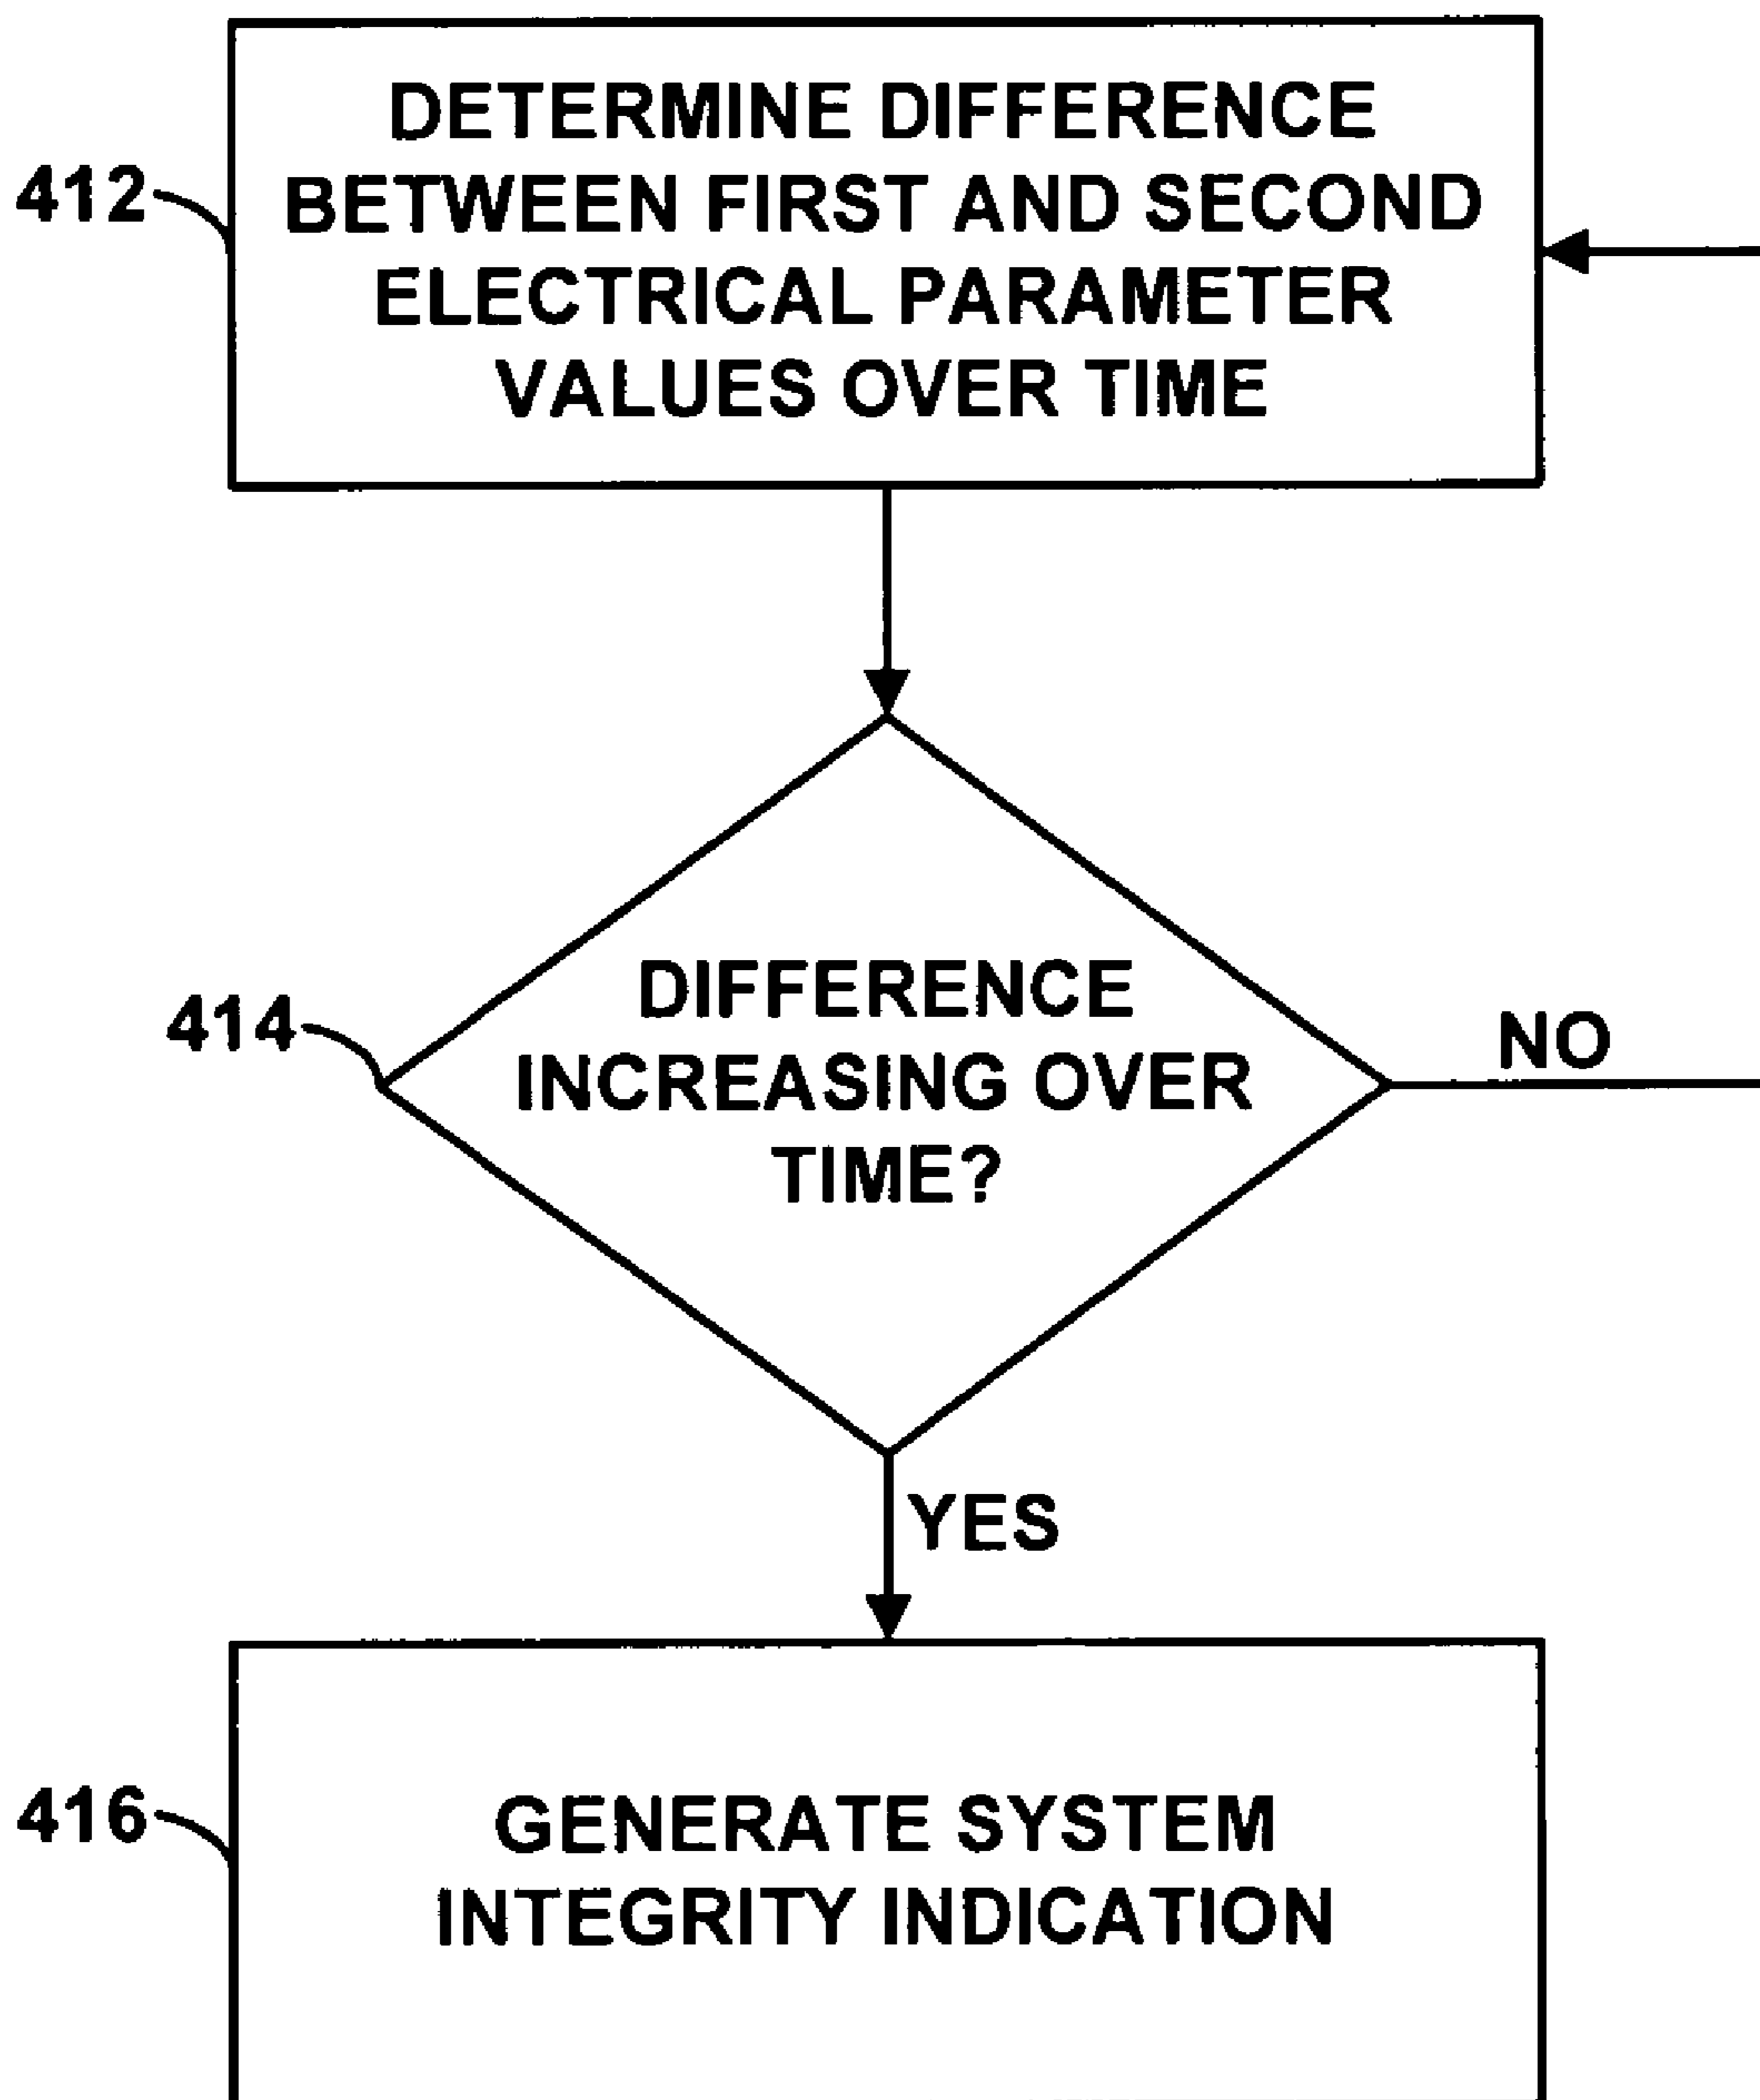 DETERMINE DIFFERENCE
412
BETWEEN FIRST AND SECOND
ELECTRICAL PARAMETER
VALUES OVER TIME
DIFFERENCE
414
NO
INCREASING OVER
TIME?
YES
416
GENERATE SYSTEM
INTEGRITY INDICATION